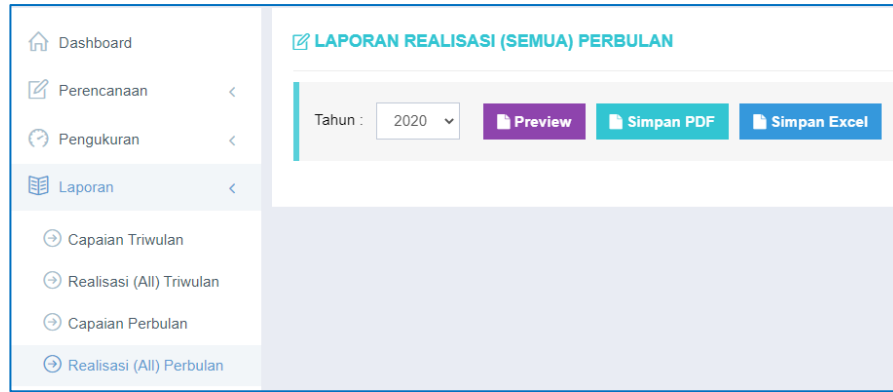 Dashboard
Perencanaan
Pengukuran
Laporan
Capaian Triwulan
Realisasi (All) Triwulan
Capaian Perbulan
Realisasi (All) Perbulan
LAPORAN REALISASI (SEMUA) PERBULAN
Tahun : 2020 Preview Simpan PDF Simpan Excel